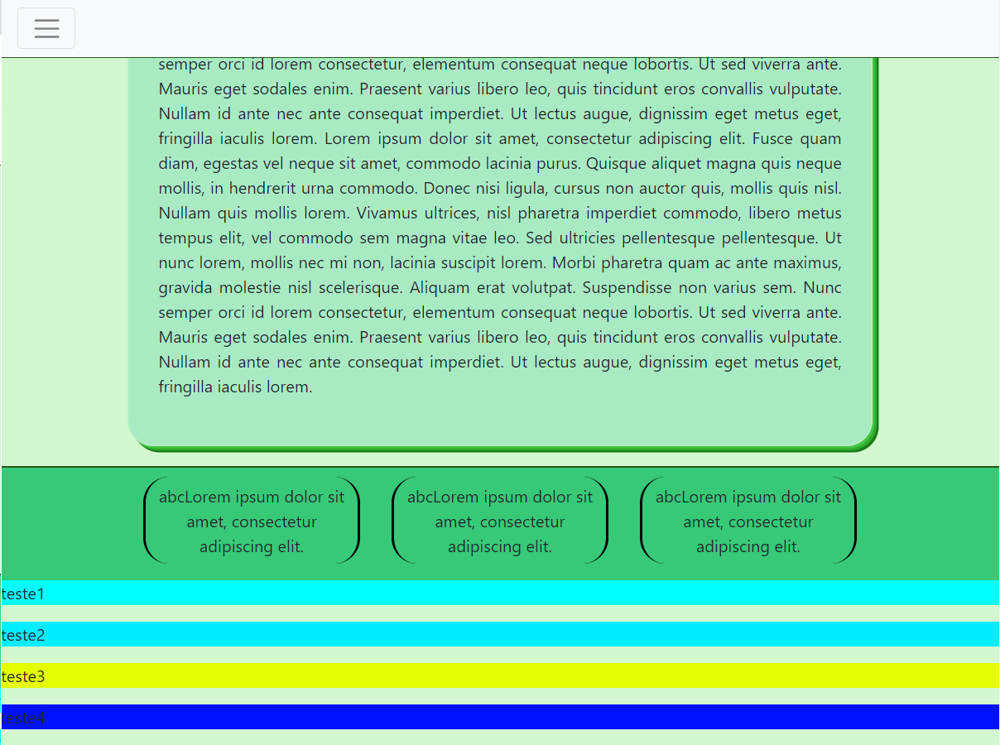 semper orci id lorem consectetur, elementum consequat neque lobortis. Ut sed viverra ante.
Mauris eget sodales enim. Praesent varius libero leo, quis tincidunt eros convallis vulputate.
Nullam id ante nec ante consequat imperdiet. Ut lectus augue, dignissim eget metus eget,
fringilla iaculis lorem. Lorem ipsum dolor sit amet, consectetur adipiscing elit. Fusce quam
diam, egestas vel neque sit amet, commodo lacinia purus. Quisque aliquet magna quis neque
mollis, in hendrerit urna commodo. Donec nisi ligula, cursus non auctor quis, mollis quis nisl.
Nullam quis mollis lorem. Vivamus ultrices, nisl pharetra imperdiet commodo, libero metus
tempus elit, vel commodo sem magna vitae leo. Sed ultricies pellentesque pellentesque. Ut
nunc lorem, mollis nec mi non, lacinia suscipit lorem. Morbi pharetra quam ac ante maximus,
gravida molestie nisl scelerisque. Aliquam erat volutpat. Suspendisse non varius sem. Nunc
semper orci id lorem consectetur, elementum consequat neque lobortis. Ut sed viverra ante.
Mauris eget sodales enim. Praesent varius libero leo, quis tincidunt eros convallis vulputate.
Nullam id ante nec ante consequat imperdiet. Ut lectus augue, dignissim eget metus eget,
fringilla iaculis lorem.
abcLorem ipsum dolor sit
amet, consectetur
adipiscing elit.
abcLorem ipsum dolor sit
amet, consectetur
adipiscing elit.
abcLorem ipsum dolor sit
amet, consectetur
adipiscing elit.
teste1
teste2
teste3
teste4